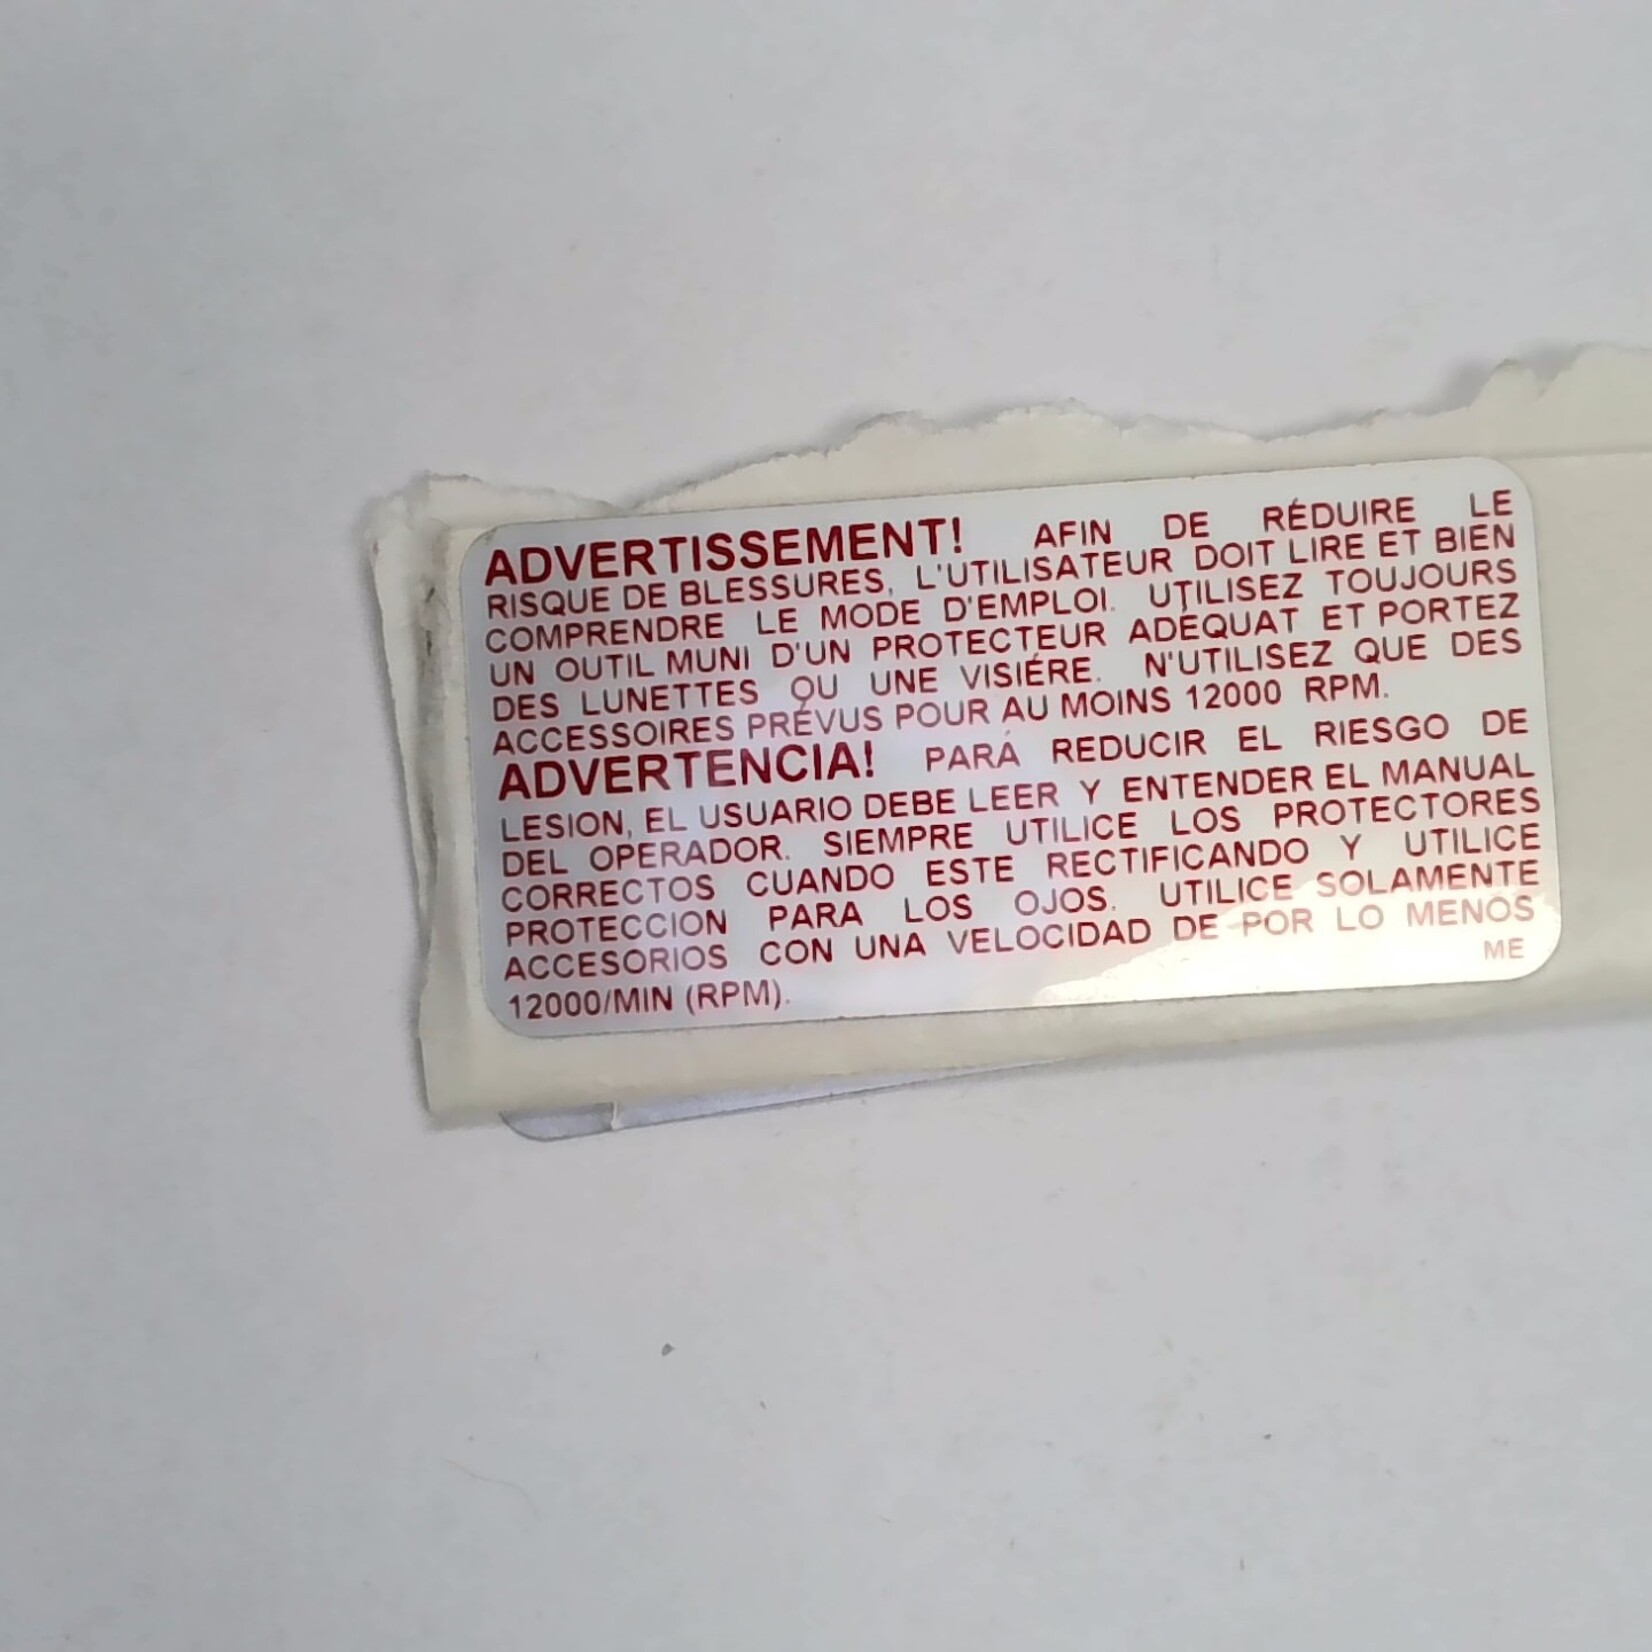 ADVERTISSEMENT! AFIN DE RÉDUIRE LE
RISQUE DE BLESSURES, L'UTILISATEUR DOIT LIRE ET BIEN
COMPRENDRE LE MODE D'EMPLOI. UTILISEZ TOUJOURS
UN OUTIL MUNI D'UN PROTECTEUR ADÉQUAT ET PORTEZ
DES LUNETTES OU UNE VISIÉRE. N'UTILISEZ QUE DES
ACCESSOIRES PRÉVUS POUR AU MOINS 12000 RPM.
ADVERTENCIA! PARÁ REDUCIR EL RIESGO DE
LESION, EL USUARIO DEBE LEER Y ENTENDER EL MANUAL
DEL OPERADOR. SIEMPRE UTILICE LOS PROTECTORES
CORRECTOS CUANDO ESTE RECTIFICANDO Y UTILICE
PROTECCION PARA LOS OJOS. UTILICE SOLAMENTE
ACCESORIOS CON UNA VELOCIDAD DE POR LO MENOS
12000/MIN (RPM). ME